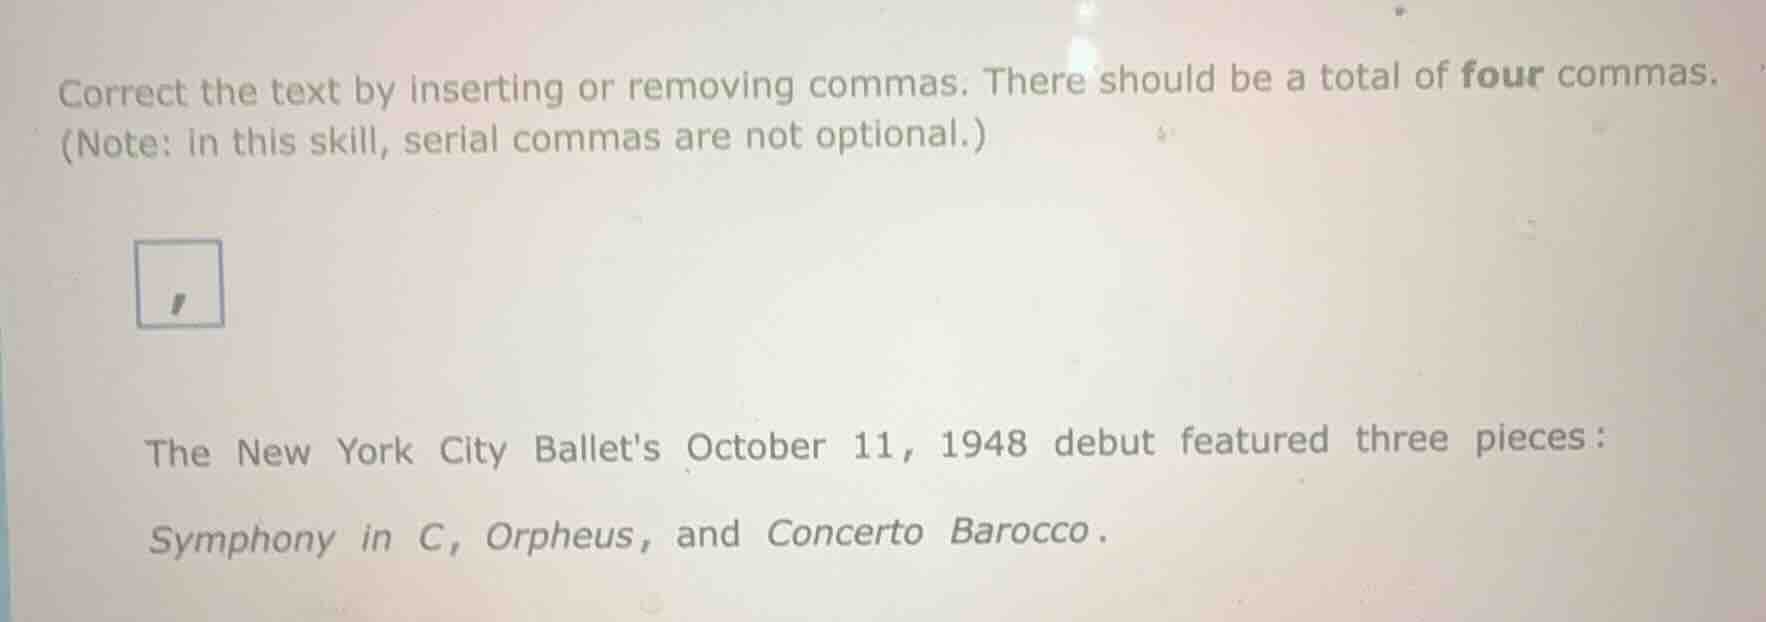 Correct the text by inserting or removing commas. There should be a total of four commas.
(Note: in this skill, serial commas are not optional.)
,
The New York City Ballet's October 11, 1948 debut featured three pieces:
Symphony in C, Orpheus, and Concerto Barocco.